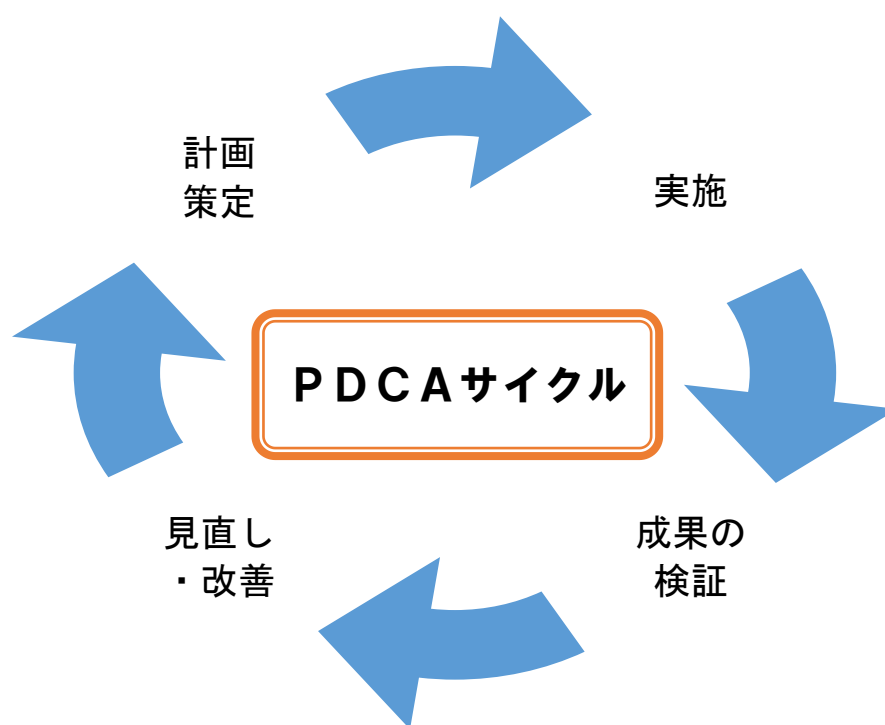 計画
策定
実施
ＰＤＣＡサイクル
見直し
・改善
成果の
検証